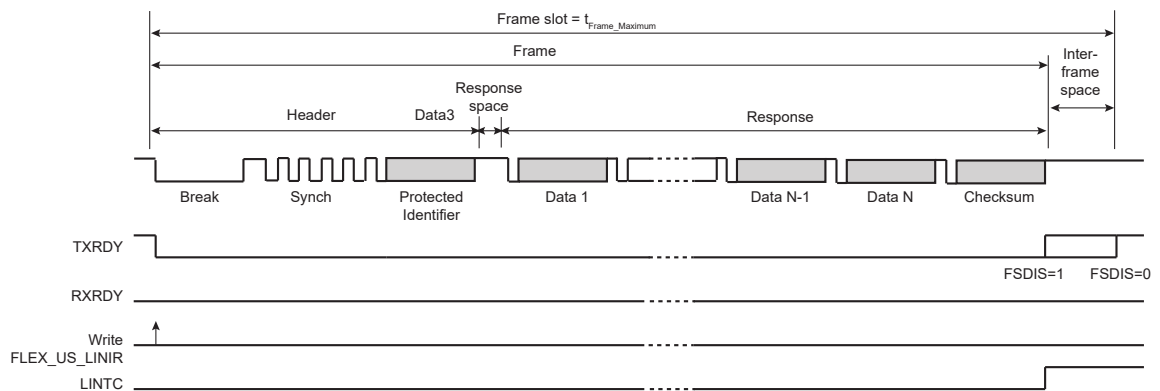 Frame slot = tFrame_Maximum
Frame
Inter-
frame
space
Response
space
Header
Data3
Response
Break
Synch
Protected
Identifier
Data 1
Data N-1
Data N
Checksum
TXRDY
FSDIS=1
FSDIS=0
RXRDY
Write
FLEX_US_LINIR
LINTC